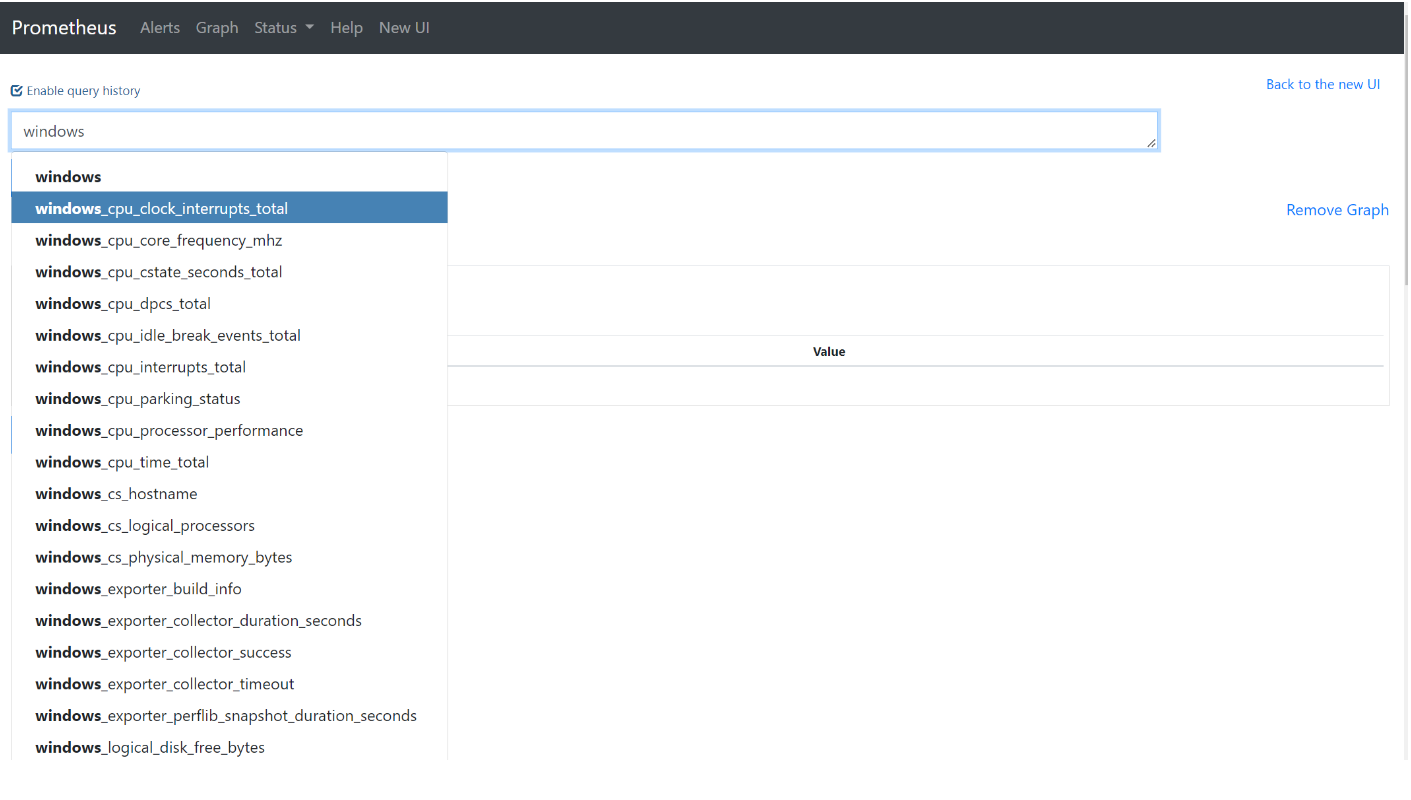 Prometheus Alerts Graph Status Help New UI
Enable query history
Back to the new UI
windows
windows
windows_cpu_clock_interrupts_total
Remove Graph
windows_cpu_core_frequency_mhz
windows_cpu_cstate_seconds_total
windows_cpu_dpcs_total
windows_cpu_idle_break_events_total
Value
windows_cpu_interrupts_total
windows_cpu_parking_status
windows_cpu_processor_performance
windows_cpu_time_total
windows_cs_hostname
windows_cs_logical_processors
windows_cs_physical_memory_bytes
windows_exporter_build_info
windows_exporter_collector_duration_seconds
windows_exporter_collector_success
windows_exporter_collector_timeout
windows_exporter_perflib_snapshot_duration_seconds
windows_logical_disk_free_bytes